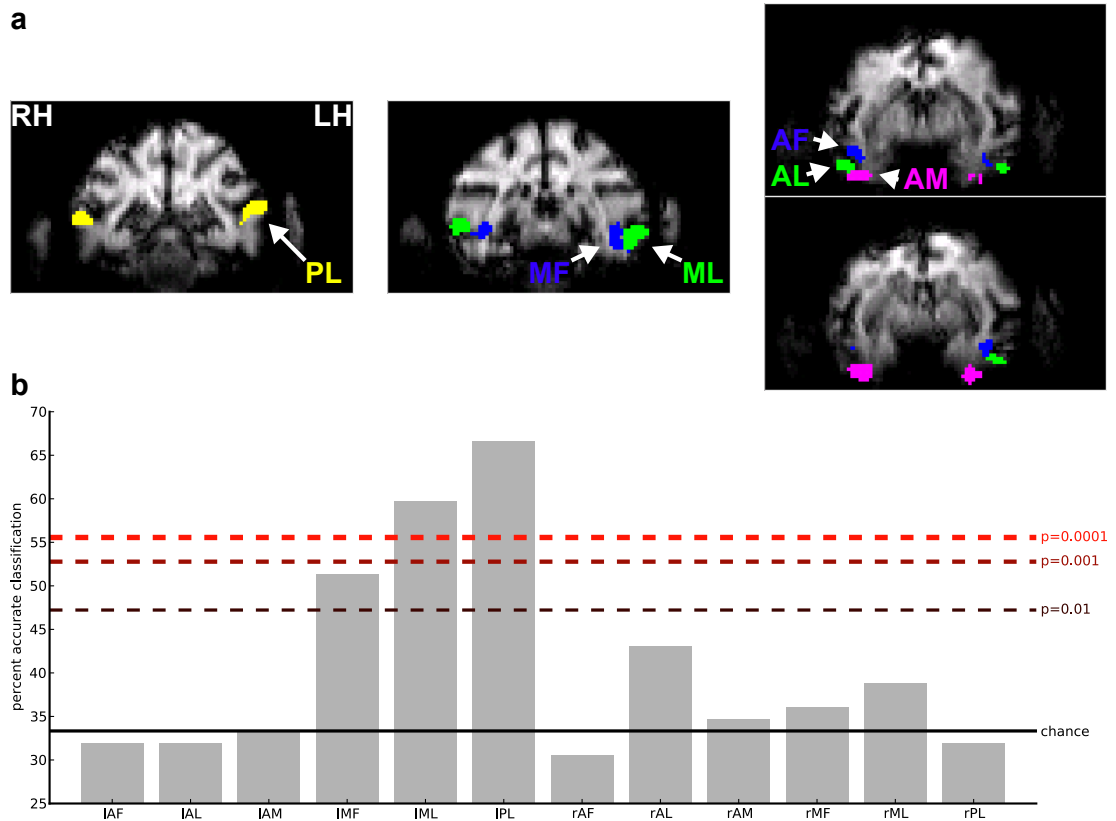 a
RH
LH
PL
MF
ML
AF
AL
AM
b
percent accurate classification
70
65
60
55
50
45
40
35
30
25
p=0.0001
p=0.001
p=0.01
chance
lAF lAL lAM lMF lML lPL rAF rAL rAM rMF rML rPL